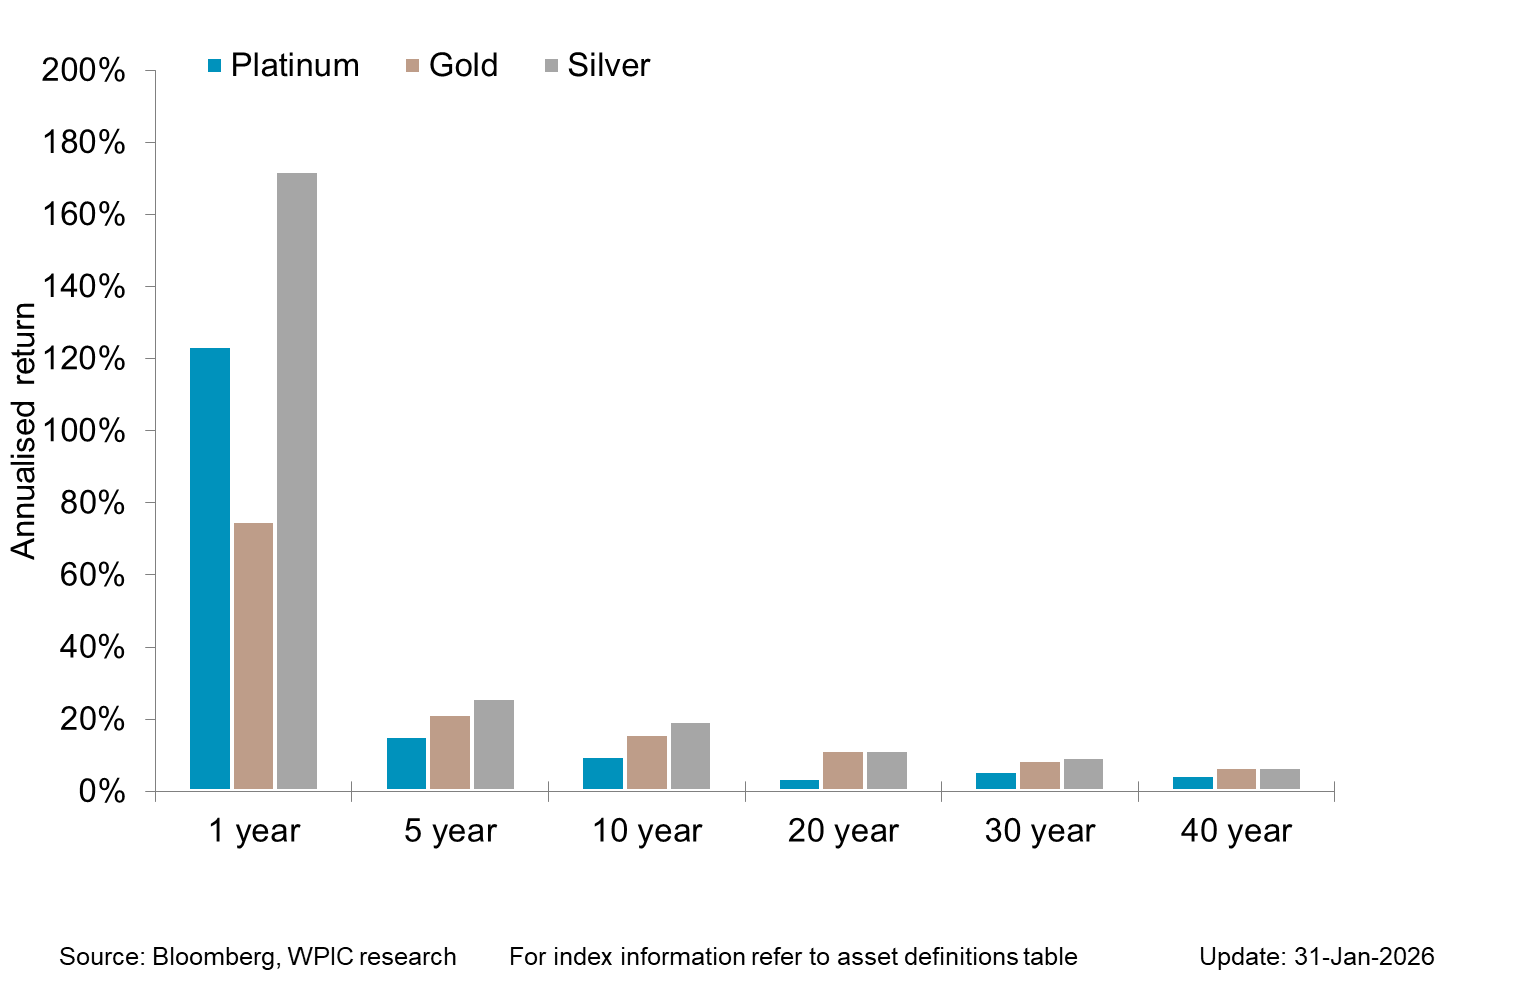 Platinum Gold Silver
200%
180%
160%
140%
120%
100%
80%
60%
40%
20%
0%
Annualised return
1 year 5 year 10 year 20 year 30 year 40 year
Source: Bloomberg, WPIC research For index information refer to asset definitions table Update: 31-Jan-2026